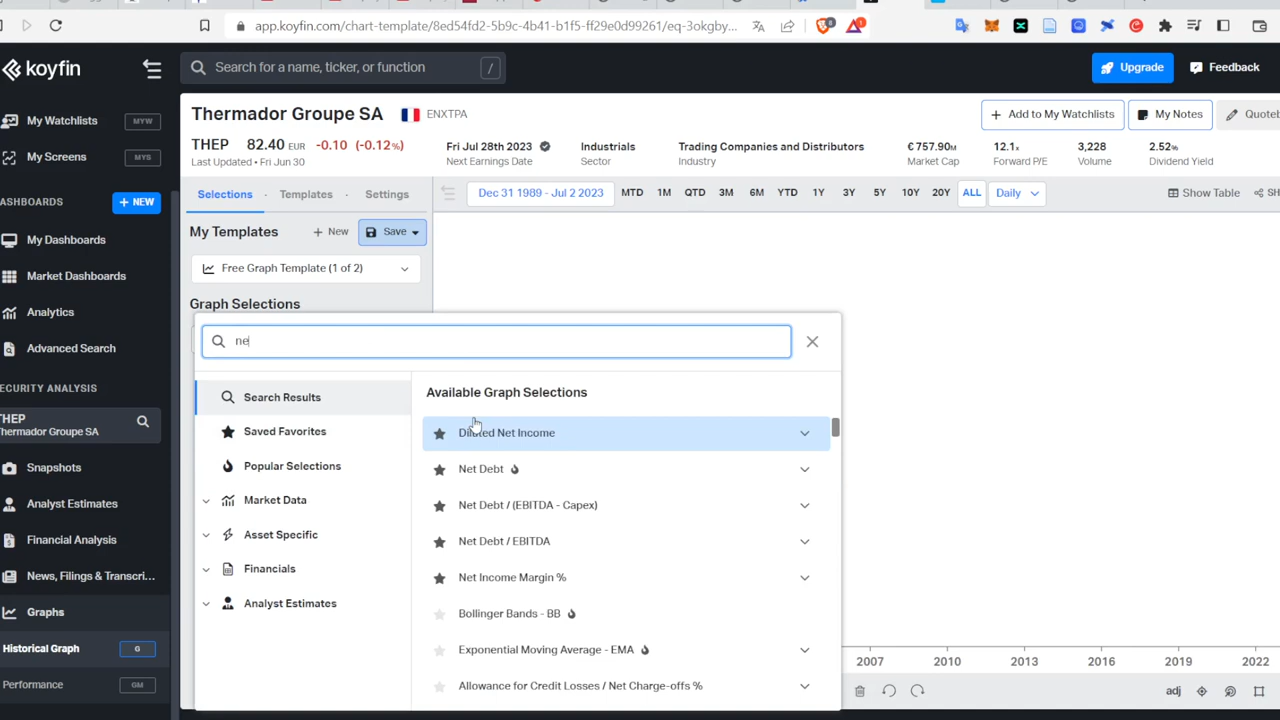 app.koyfin.com/chart-template/8ed54fd2-5b9c-4b41-b1f5-ff29e0d99261/eq-3okgby...
koyfin
Search for a name, ticker, or function /
Upgrade
Feedback
My Watchlists MYW
My Screens MYS
ASHBOARDS + NEW
My Dashboards
Market Dashboards
Analytics
Advanced Search
ECURITY ANALYSIS
THEP
Thermador Groupe SA
Snapshots
Analyst Estimates
Financial Analysis
News, Filings & Transcri...
Graphs
Historical Graph G
Performance GM
Thermador Groupe SA ENXTPA
+ Add to My Watchlists
My Notes
Quoteb
THEP 82.40 EUR -0.10 (-0.12%)
Last Updated • Fri Jun 30
Fri Jul 28th 2023
Next Earnings Date
Industrials
Sector
Trading Companies and Distributors
Industry
€ 757.90M
Market Cap
12.1x
Forward P/E
3,228
Volume
2.52%
Dividend Yield
Selections Templates Settings
Dec 31 1989 - Jul 2 2023 MTD 1M QTD 3M 6M YTD 1Y 3Y 5Y 10Y 20Y ALL Daily
Show Table
SH
My Templates + New Save
Free Graph Template (1 of 2)
Graph Selections
ne
Search Results
Saved Favorites
Popular Selections
Market Data
Asset Specific
Financials
Analyst Estimates
Available Graph Selections
Diluted Net Income
Net Debt
Net Debt / (EBITDA - Capex)
Net Debt / EBITDA
Net Income Margin %
Bollinger Bands - BB
Exponential Moving Average - EMA
Allowance for Credit Losses / Net Charge-offs %
2007 2010 2013 2016 2019 2022
adj